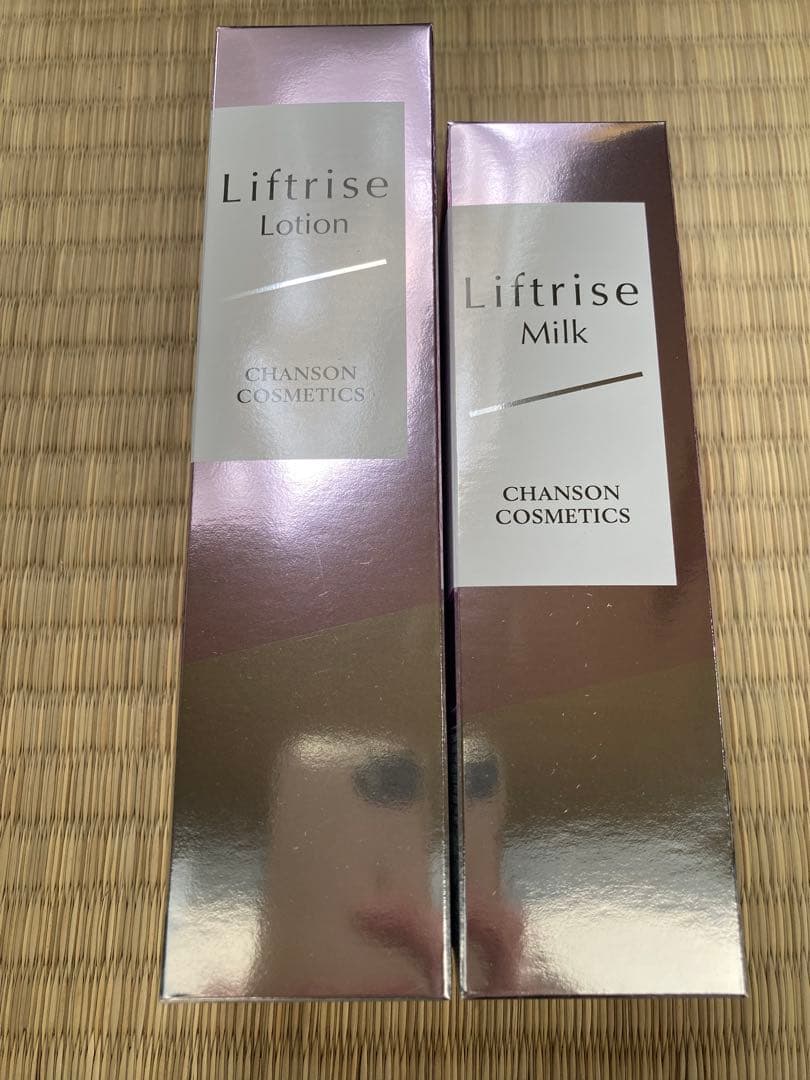 Liftrise
Lotion
CHANSON
COSMETICS
Liftrise
Milk
CHANSON
COSMETICS